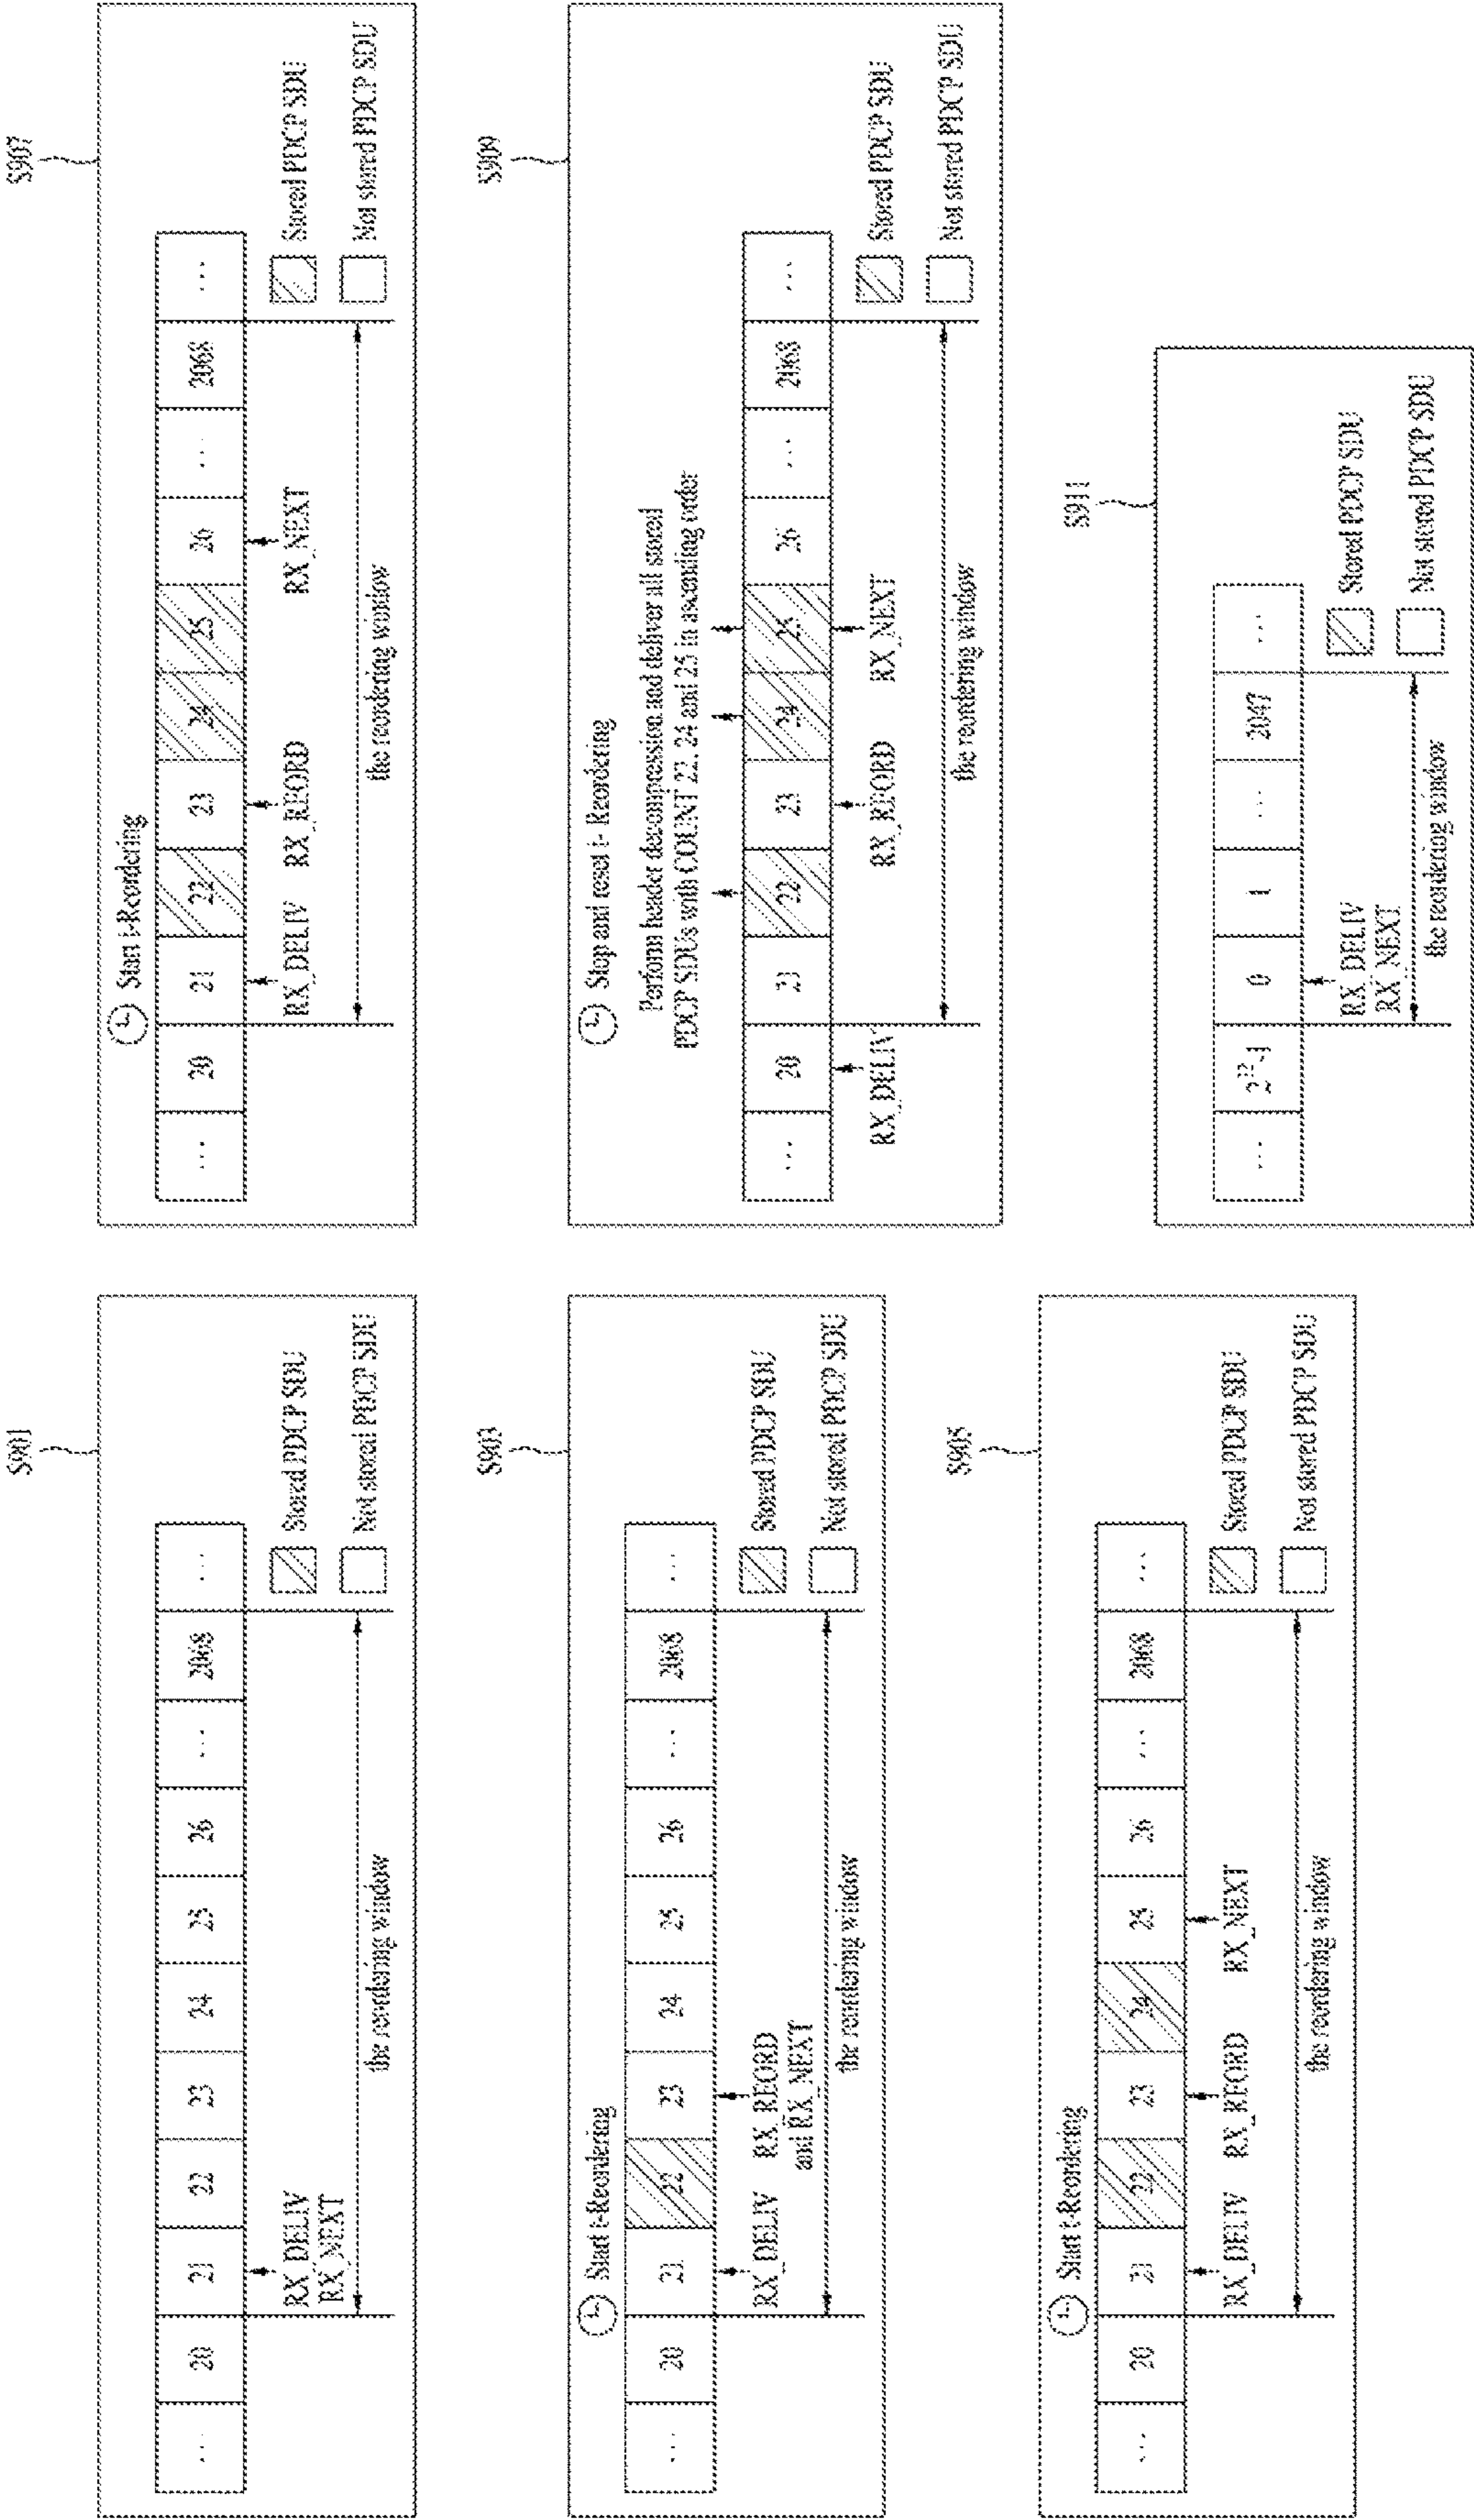 S901
... 20 21 22 23 24 25 26 ... 2068 ...
RX_DELIV
RX_NEXT
the reordering window
Stored PDCP SDU
Not stored PDCP SDU
S903
Start t-Reordering
... 20 21 22 23 24 25 26 ... 2068 ...
RX_DELIV RX_REORD
and RX_NEXT
the reordering window
Stored PDCP SDU
Not stored PDCP SDU
S905
Start t-Reordering
... 20 21 22 23 24 25 26 ... 2068 ...
RX_DELIV RX_REORD RX_NEXT
the reordering window
Stored PDCP SDU
Not stored PDCP SDU
S907
Start t-Reordering
... 20 21 22 23 24 25 26 ... 2068 ...
RX_DELIV RX_REORD RX_NEXT
the reordering window
Stored PDCP SDU
Not stored PDCP SDU
S909
Stop and reset t- Reordering
Perform header decompression and deliver all stored
PDCP SDUs with COUNT 22, 24 and 25 in ascending order
... 20 21 22 23 24 25 26 ... 2068 ...
RX_DELIV RX_REORD RX_NEXT
the reordering window
Stored PDCP SDU
Not stored PDCP SDU
S911
... 2³²-1 0 1 ... 2047 ...
RX_DELIV
RX_NEXT
the reordering window
Stored PDCP SDU
Not stored PDCP SDU